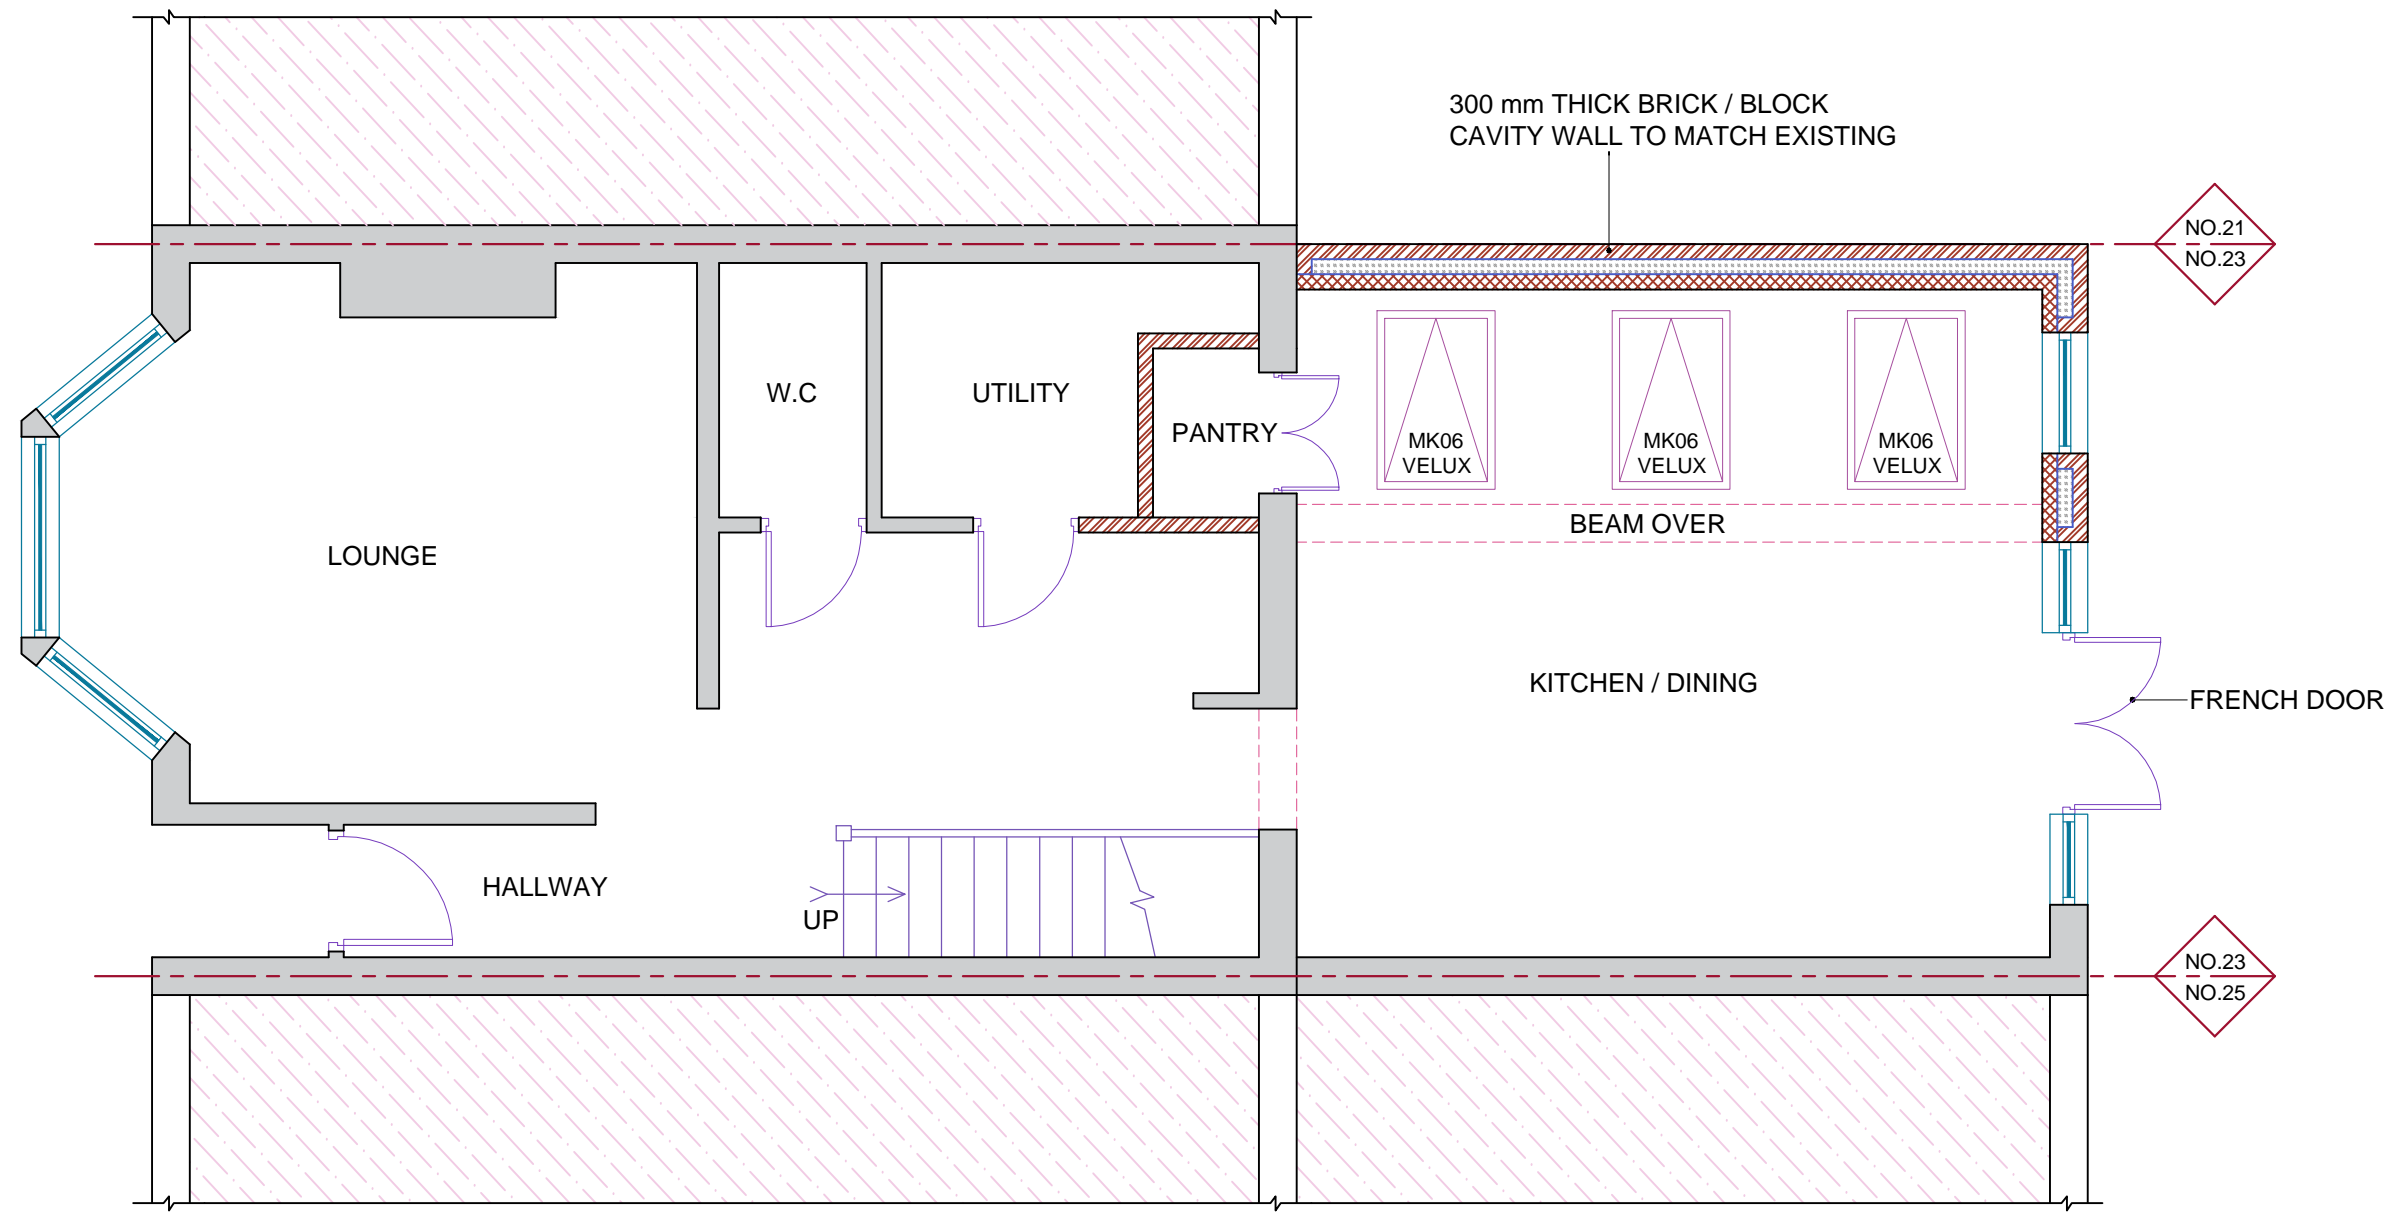 300 mm THICK BRICK / BLOCK
CAVITY WALL TO MATCH EXISTING
NO.21
NO.23
W.C
UTILITY
PANTRY
MK06
VELUX
MK06
VELUX
MK06
VELUX
BEAM OVER
LOUNGE
KITCHEN / DINING
FRENCH DOOR
HALLWAY
UP
NO.23
NO.25